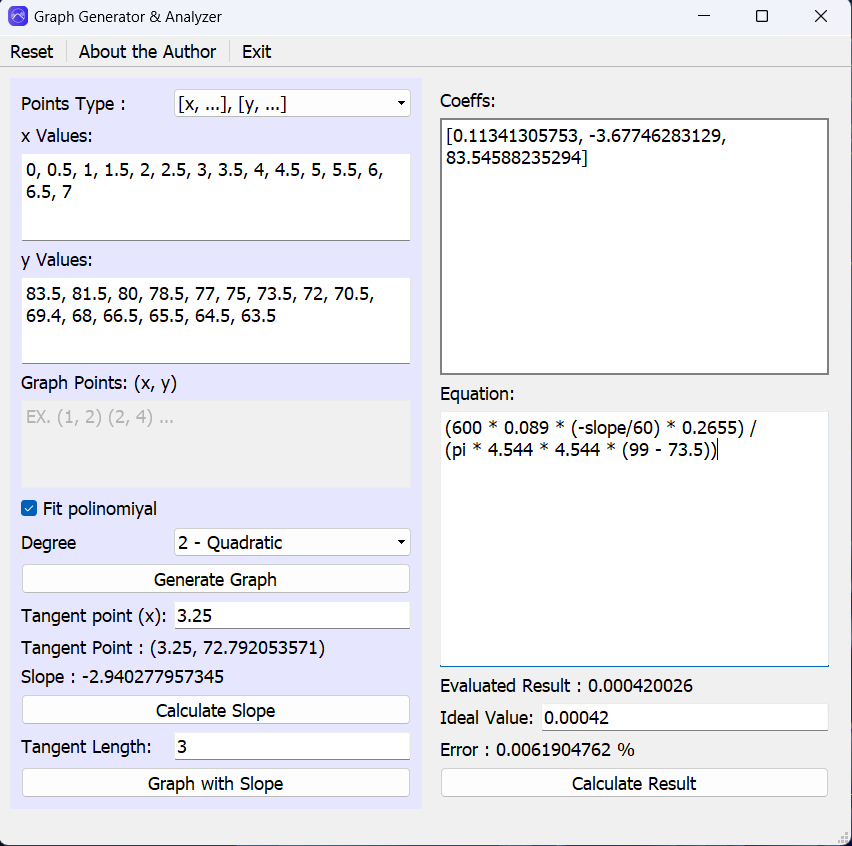 Graph Generator & Analyzer
Reset About the Author Exit
Points Type : [x, ...], [y, ...]
x Values:
0, 0.5, 1, 1.5, 2, 2.5, 3, 3.5, 4, 4.5, 5, 5.5, 6,
6.5, 7
y Values:
83.5, 81.5, 80, 78.5, 77, 75, 73.5, 72, 70.5,
69.4, 68, 66.5, 65.5, 64.5, 63.5
Graph Points: (x, y)
EX. (1, 2) (2, 4) ...
Fit polinomiyal
Degree 2 - Quadratic
Generate Graph
Tangent point (x): 3.25
Tangent Point : (3.25, 72.792053571)
Slope : -2.940277957345
Calculate Slope
Tangent Length: 3
Graph with Slope
Coeffs:
[0.11341305753, -3.67746283129,
83.54588235294]
Equation:
(600 * 0.089 * (-slope/60) * 0.2655) /
(pi * 4.544 * 4.544 * (99 - 73.5))
Evaluated Result : 0.000420026
Ideal Value: 0.00042
Error : 0.0061904762 %
Calculate Result